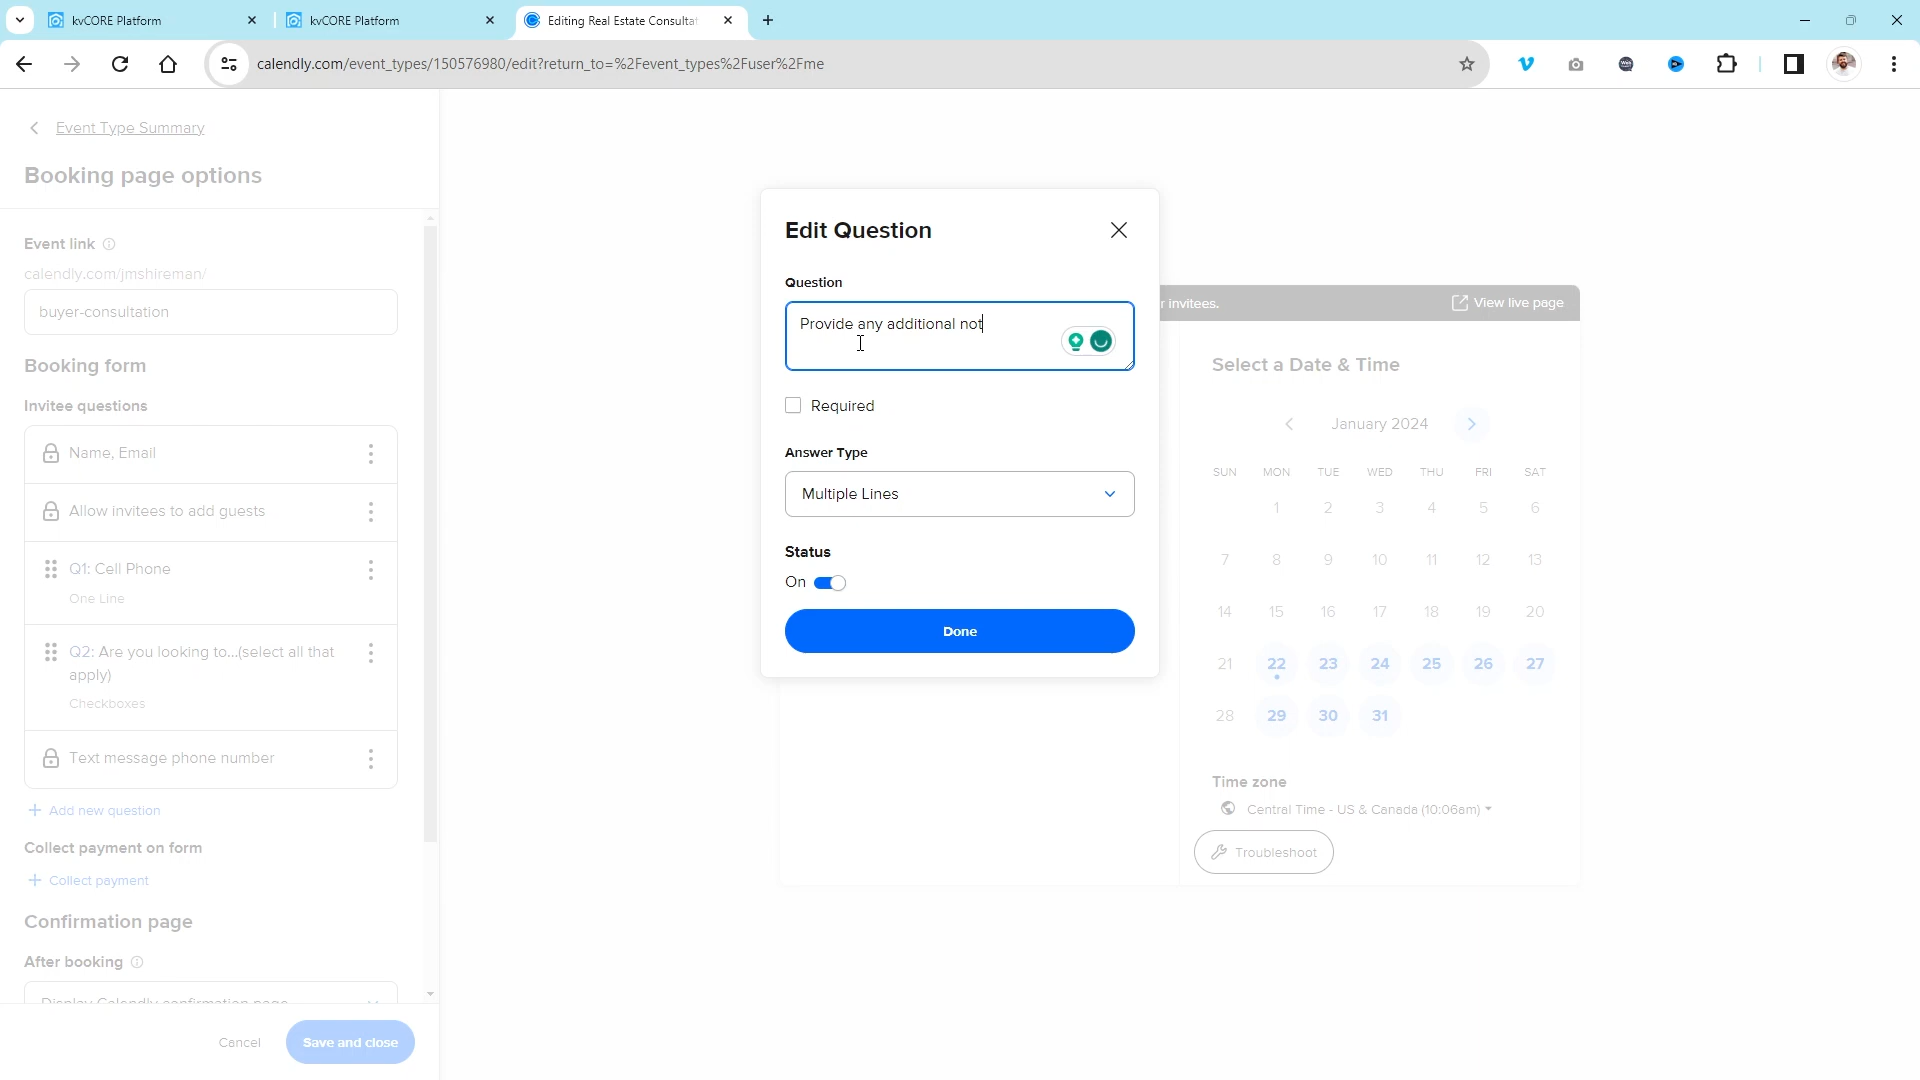 kvCORE Platform
kvCORE Platform
Editing Real Estate Consulta
calendly.com/event_types/150576980/edit?return_to=%2Fevent_types%2Fuser%2Fme
Event Type Summary
Booking page options
Event link
calendly.com/jmshireman/
buyer-consultation
Booking form
Invitee questions
Name, Email
Allow invitees to add guests
Q1: Cell Phone
One Line
Q2: Are you looking to...(select all that
apply)
Checkboxes
Text message phone number
+ Add new question
Collect payment on form
+ Collect payment
Confirmation page
After booking
Display Calendly confirmation page
Cancel
Save and close
Edit Question
Question
Provide any additional not
Required
Answer Type
Multiple Lines
Status
On
Done
r invitees.
View live page
Select a Date & Time
January 2024
SUN MON TUE WED THU FRI SAT
1 2 3 4 5 6
7 8 9 10 11 12 13
14 15 16 17 18 19 20
21 22 23 24 25 26 27
28 29 30 31
Time zone
Central Time - US & Canada (10:06am)
Troubleshoot